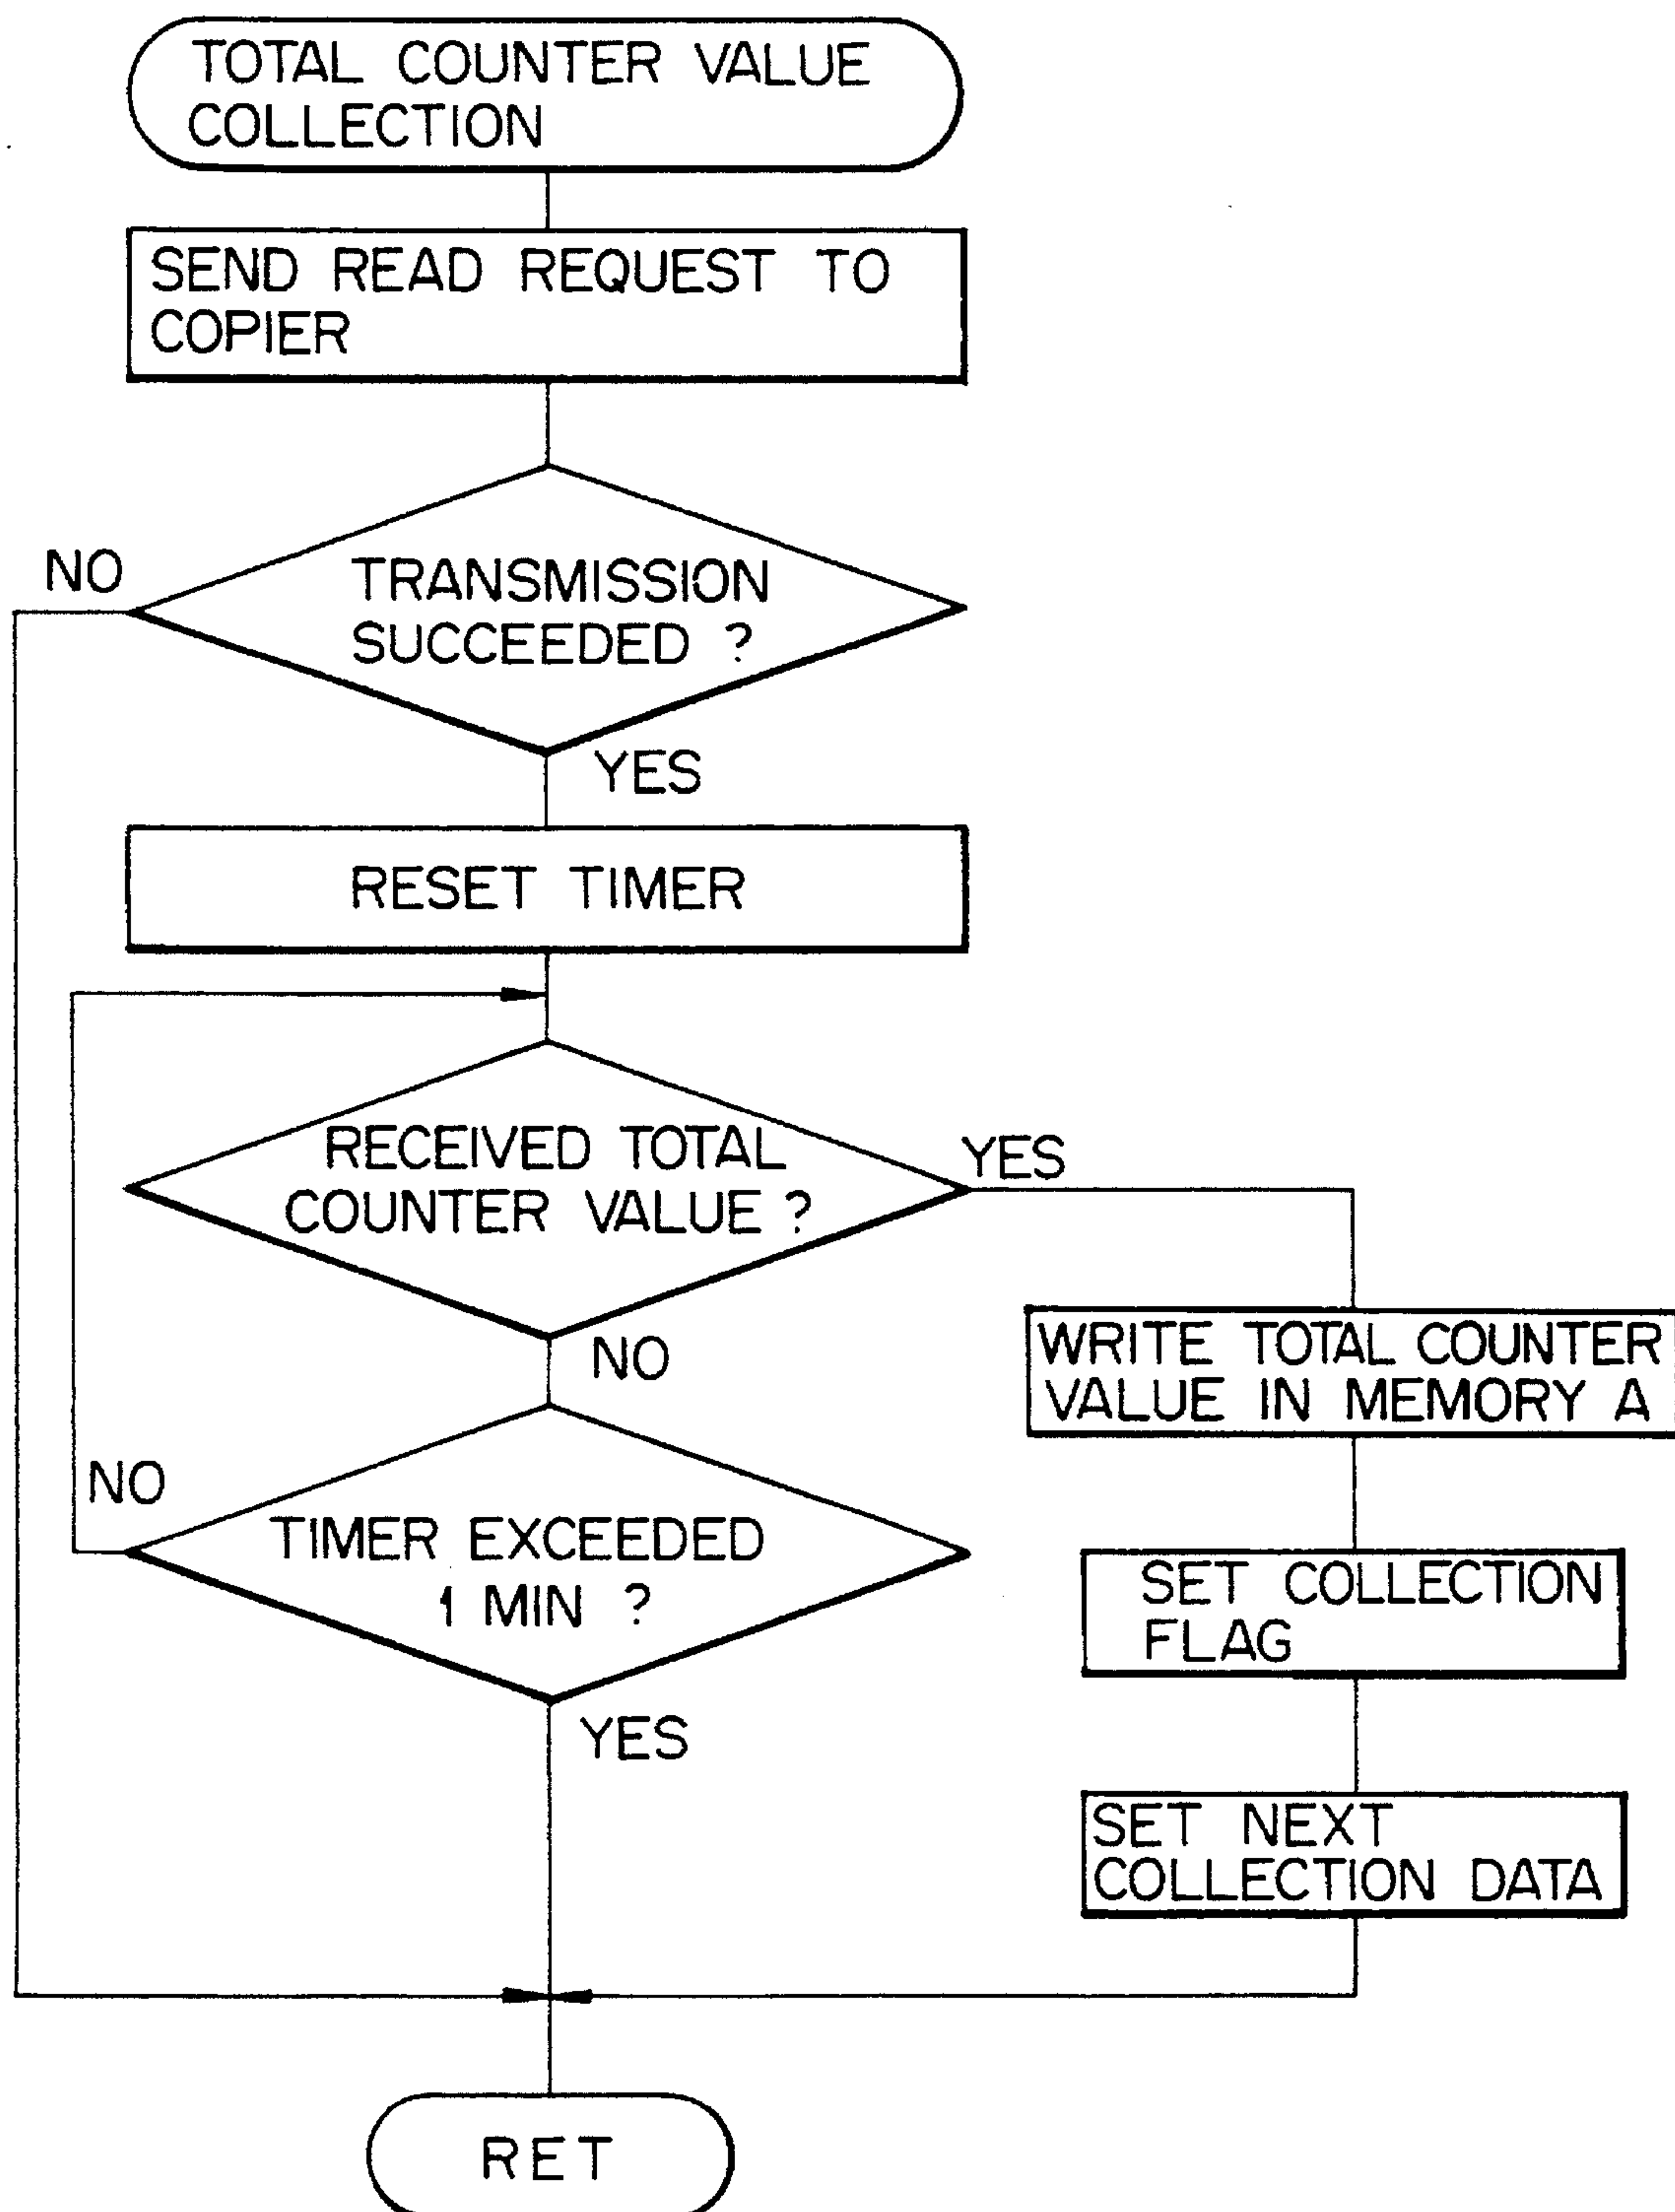 TOTAL COUNTER VALUE
COLLECTION
SEND READ REQUEST TO
COPIER
NO
TRANSMISSION
SUCCEEDED ?
YES
RESET TIMER
RECEIVED TOTAL
COUNTER VALUE ?
YES
NO
WRITE TOTAL COUNTER
VALUE IN MEMORY A
NO
TIMER EXCEEDED
1 MIN ?
YES
SET COLLECTION
FLAG
SET NEXT
COLLECTION DATA
RET